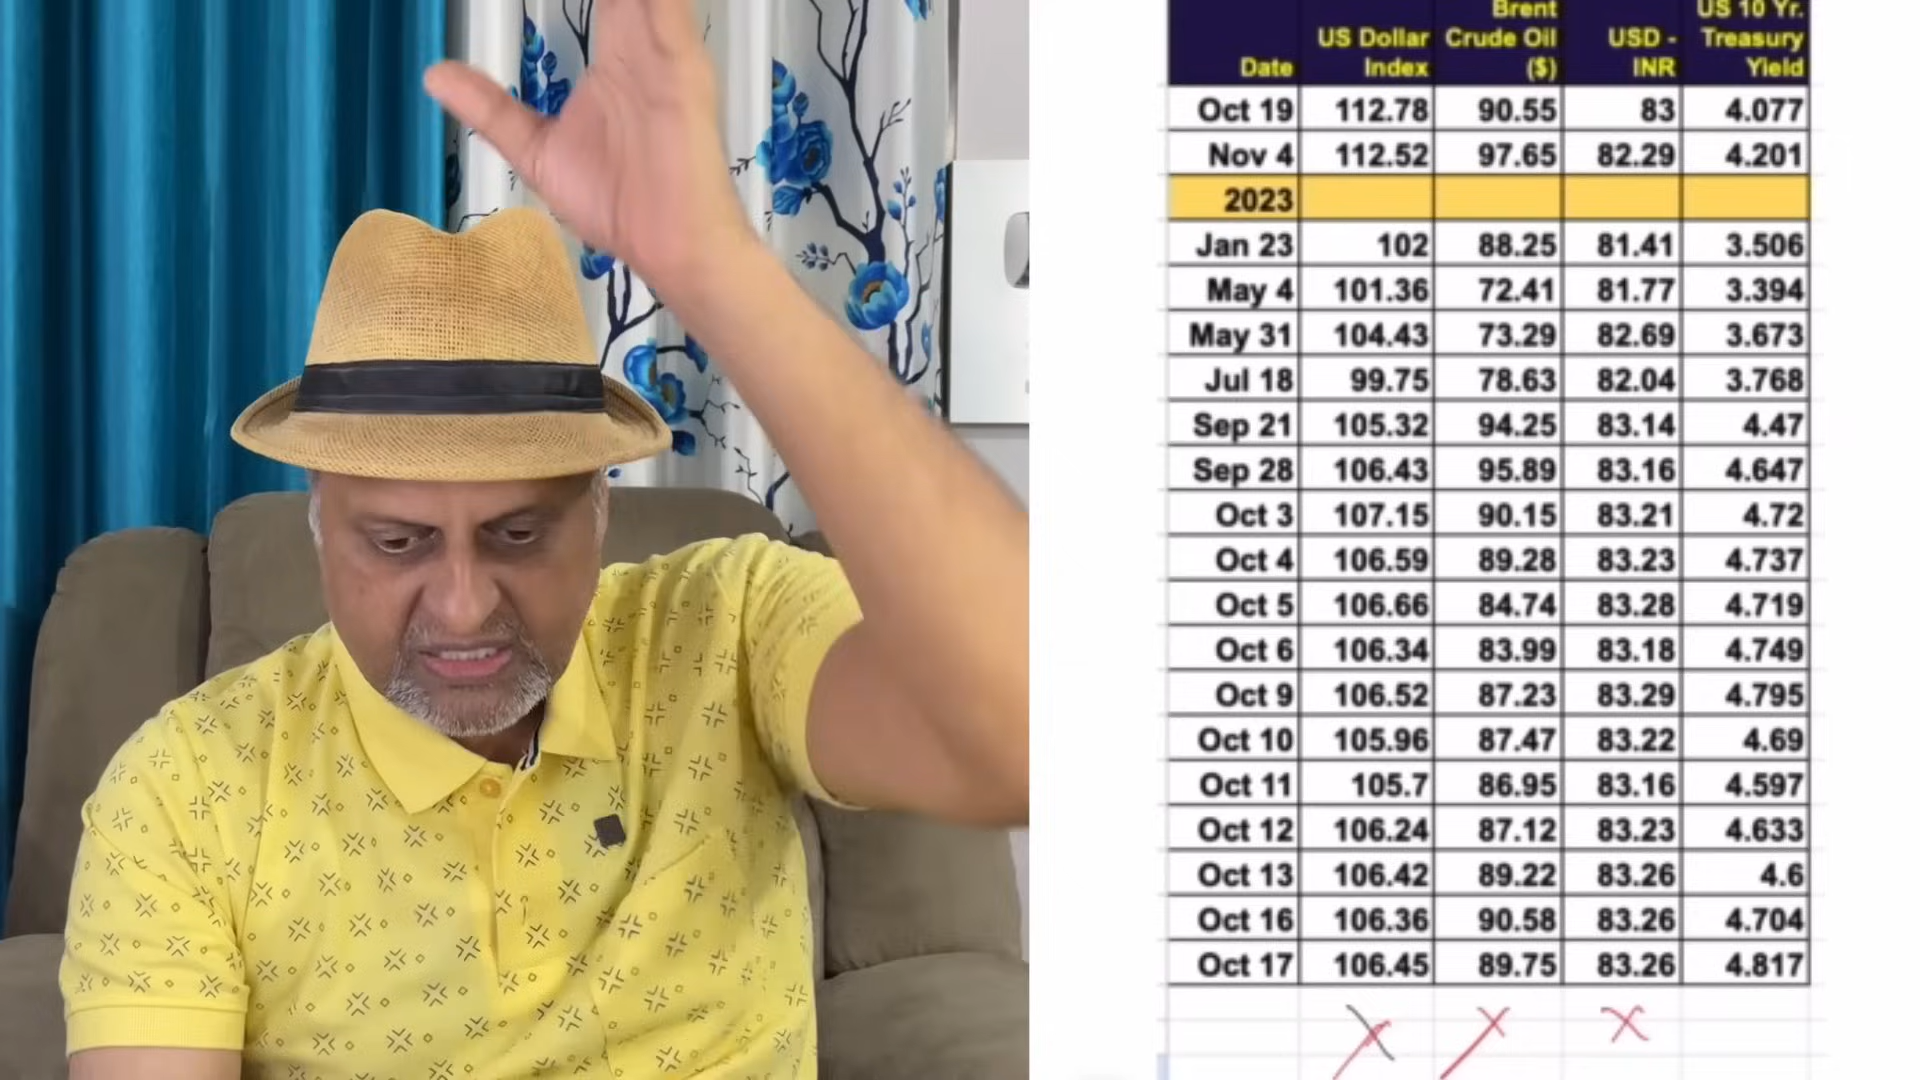 Date US Dollar Index Brent Crude Oil ($) USD - INR US 10 Yr. Treasury Yield
Oct 19 112.78 90.55 83 4.077
Nov 4 112.52 97.65 82.29 4.201
2023
Jan 23 102 88.25 81.41 3.506
May 4 101.36 72.41 81.77 3.394
May 31 104.43 73.29 82.69 3.673
Jul 18 99.75 78.63 82.04 3.768
Sep 21 105.32 94.25 83.14 4.47
Sep 28 106.43 95.89 83.16 4.647
Oct 3 107.15 90.15 83.21 4.72
Oct 4 106.59 89.28 83.23 4.737
Oct 5 106.66 84.74 83.28 4.719
Oct 6 106.34 83.99 83.18 4.749
Oct 9 106.52 87.23 83.29 4.795
Oct 10 105.96 87.47 83.22 4.69
Oct 11 105.7 86.95 83.16 4.597
Oct 12 106.24 87.12 83.23 4.633
Oct 13 106.42 89.22 83.26 4.6
Oct 16 106.36 90.58 83.26 4.704
Oct 17 106.45 89.75 83.26 4.817